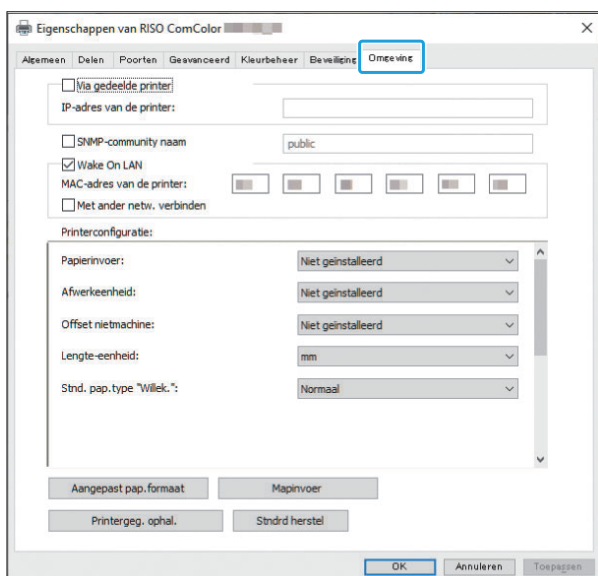 Eigenschappen van RISO ComColor
Algemeen Delen Poorten Geavanceerd Kleurbeheer Beveiliging Omgeving
Via gedeelde printer
IP-adres van de printer:
SNMP-community naam public
Wake On LAN
MAC-adres van de printer:
Met ander netw. verbinden
Printerconfiguratie:
Papierinvoer: Niet geïnstalleerd
Afwerkeenheid: Niet geïnstalleerd
Offset nietmachine: Niet geïnstalleerd
Lengte-eenheid: mm
Stnd. pap.type "Willek.": Normaal
Aangepast pap.formaat Mapinvoer
Printergeg. ophal. Stndrd herstel
OK Annuleren Toepassen